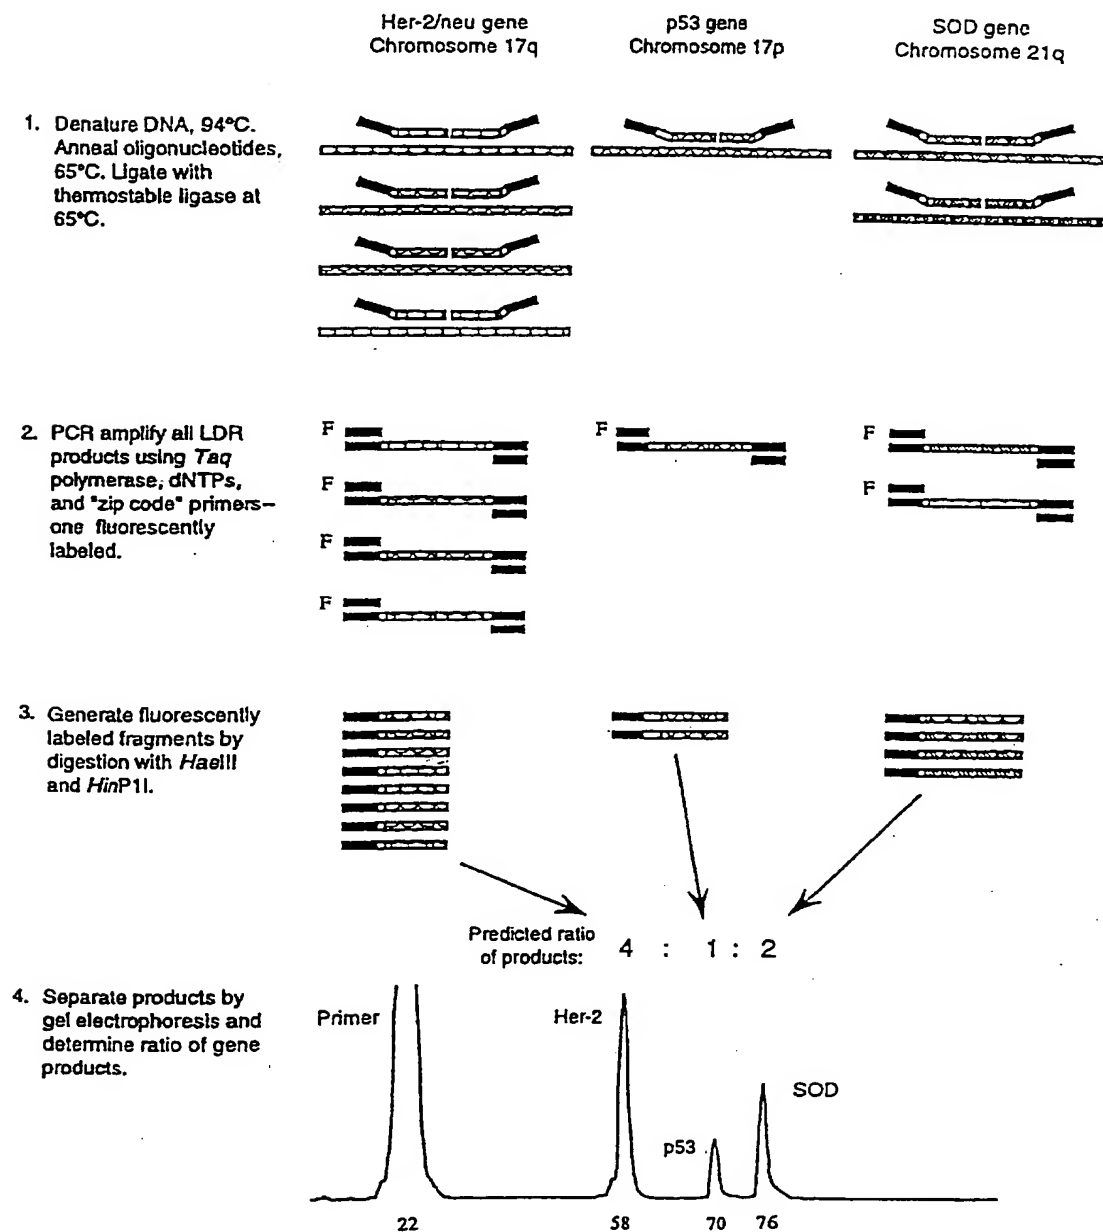 Her-2/neu gene
Chromosome 17q
p53 gene
Chromosome 17p
SOD gene
Chromosome 21q
1. Denature DNA, 94°C.
Anneal oligonucleotides,
65°C. Ligate with
thermostable ligase at
65°C.
2. PCR amplify all LDR
products using Taq
polymerase, dNTPs,
and "zip code" primers—
one fluorescently
labeled.
F
F
F
F
F
F
F
3. Generate fluorescently
labeled fragments by
digestion with HaeIII
and HinP1I.
Predicted ratio
of products:
4 : 1 : 2
4. Separate products by
gel electrophoresis and
determine ratio of gene
products.
Primer
Her-2
p53
SOD
22
58
70
76